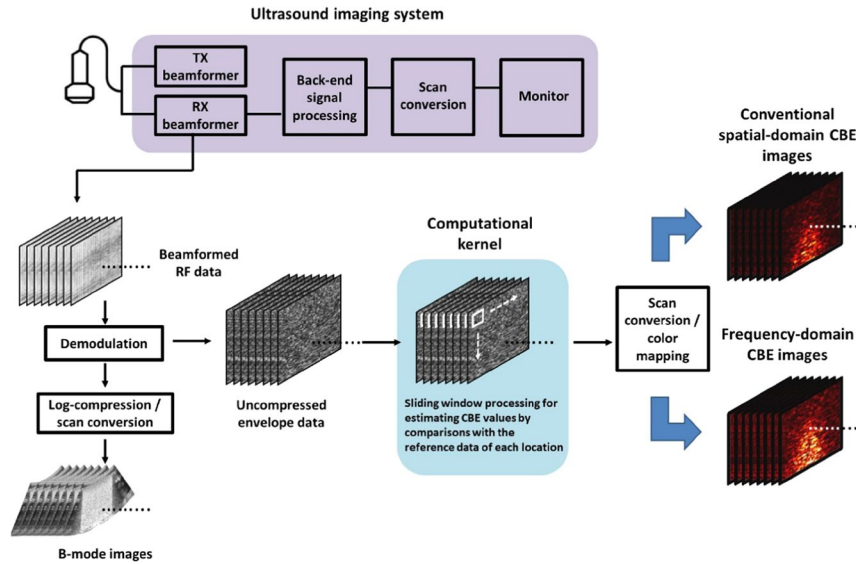 Ultrasound imaging system
TX
beamformer
RX
beamformer
Back-end
signal
processing
Scan
conversion
Monitor
Conventional
spatial-domain CBE
images
Beamformed
RF data
Computational
kernel
Demodulation
Log-compression /
scan conversion
Uncompressed
envelope data
Sliding window processing for
estimating CBE values by
comparisons with the
reference data of each location
Scan
conversion /
color
mapping
Frequency-domain
CBE images
B-mode images